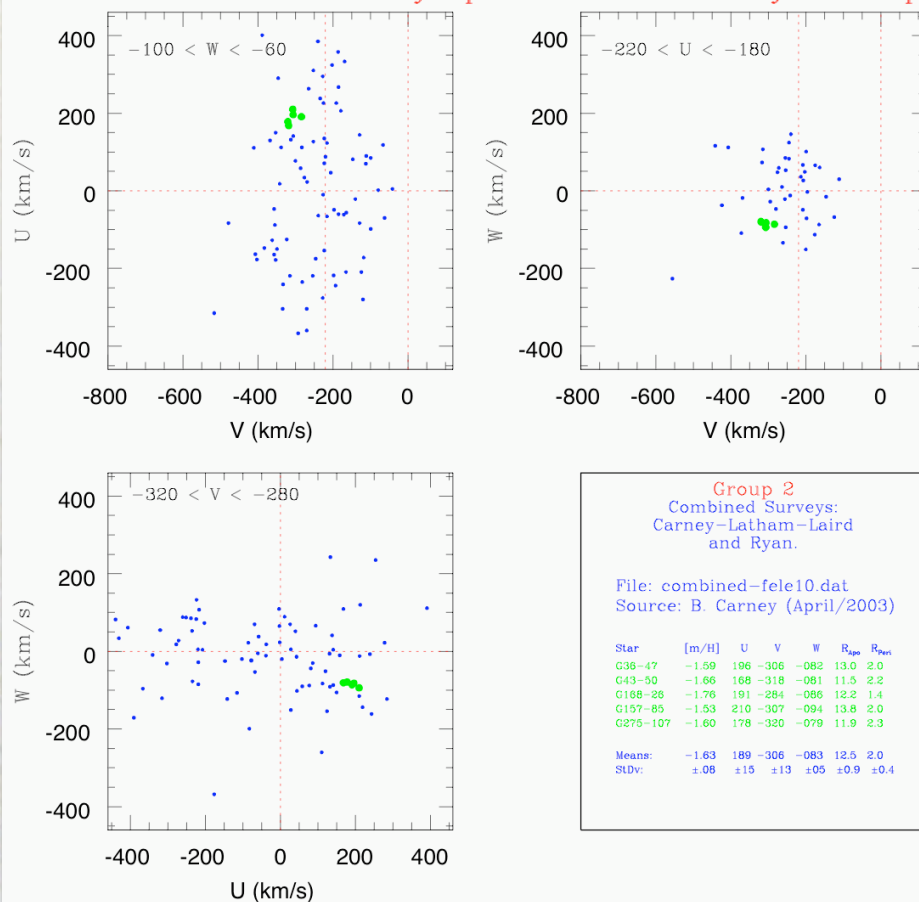 -100 < W < -60
400
200
0
-200
-400
U (km/s)
-800 -600 -400 -200 0
V (km/s)
-220 < U < -180
400
200
0
-200
-400
W (km/s)
-800 -600 -400 -200 0
V (km/s)
-320 < V < -280
400
200
0
-200
-400
W (km/s)
-400 -200 0 200 400
U (km/s)
Group 2
Combined Surveys:
Carney-Latham-Laird
and Ryan.
File: combined-fele10.dat
Source: B. Carney (April/2003)
Star [m/H] U V W RApo RPeri
G36-47 -1.59 196 -306 -082 13.0 2.0
G43-50 -1.66 168 -318 -081 11.5 2.2
G168-26 -1.76 191 -284 -086 12.2 1.4
G157-85 -1.53 210 -307 -094 13.8 2.0
G275-107 -1.60 178 -320 -079 11.9 2.3
Means: -1.63 189 -306 -083 12.5 2.0
StDv: ±.08 ±15 ±13 ±05 ±0.9 ±0.4